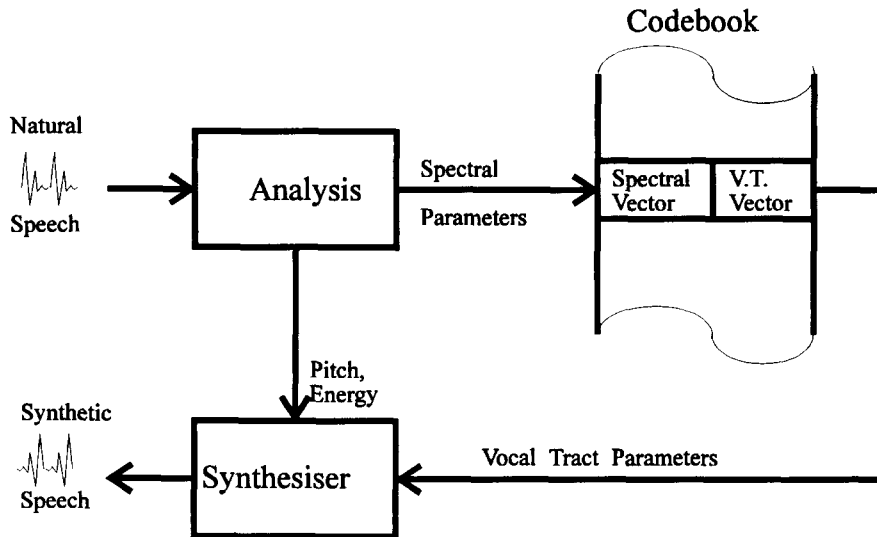 Codebook
Natural
Speech
Analysis
Spectral
Parameters
Spectral
Vector
V.T.
Vector
Pitch,
Energy
Synthetic
Speech
Synthesiser
Vocal Tract Parameters